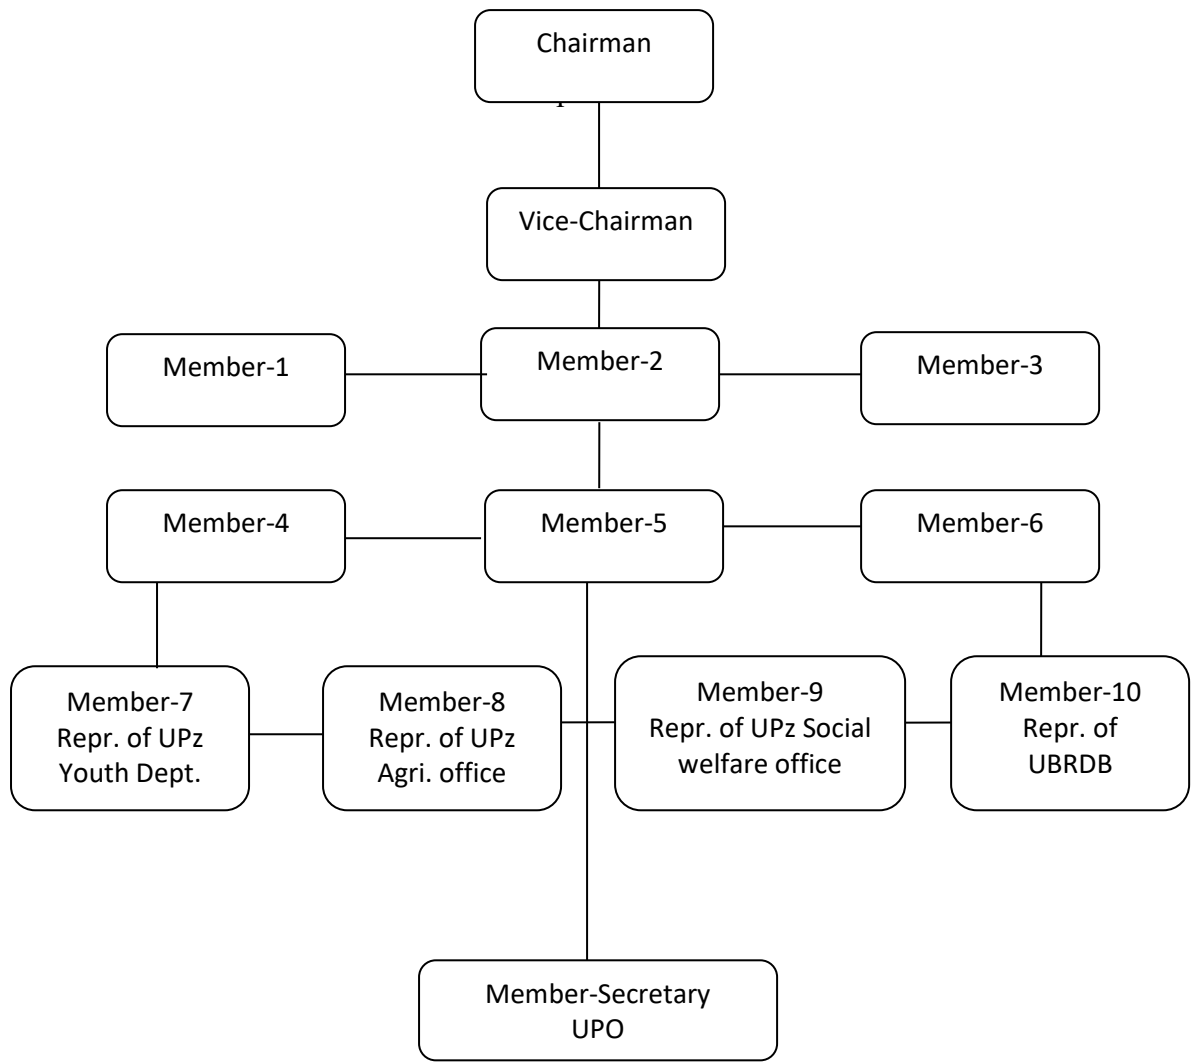 Chairman
Vice-Chairman
Member-1
Member-2
Member-3
Member-4
Member-5
Member-6
Member-7
Repr. of UPz
Youth Dept.
Member-8
Repr. of UPz
Agri. office
Member-9
Repr. of UPz Social
welfare office
Member-10
Repr. of
UBRDB
Member-Secretary
UPO